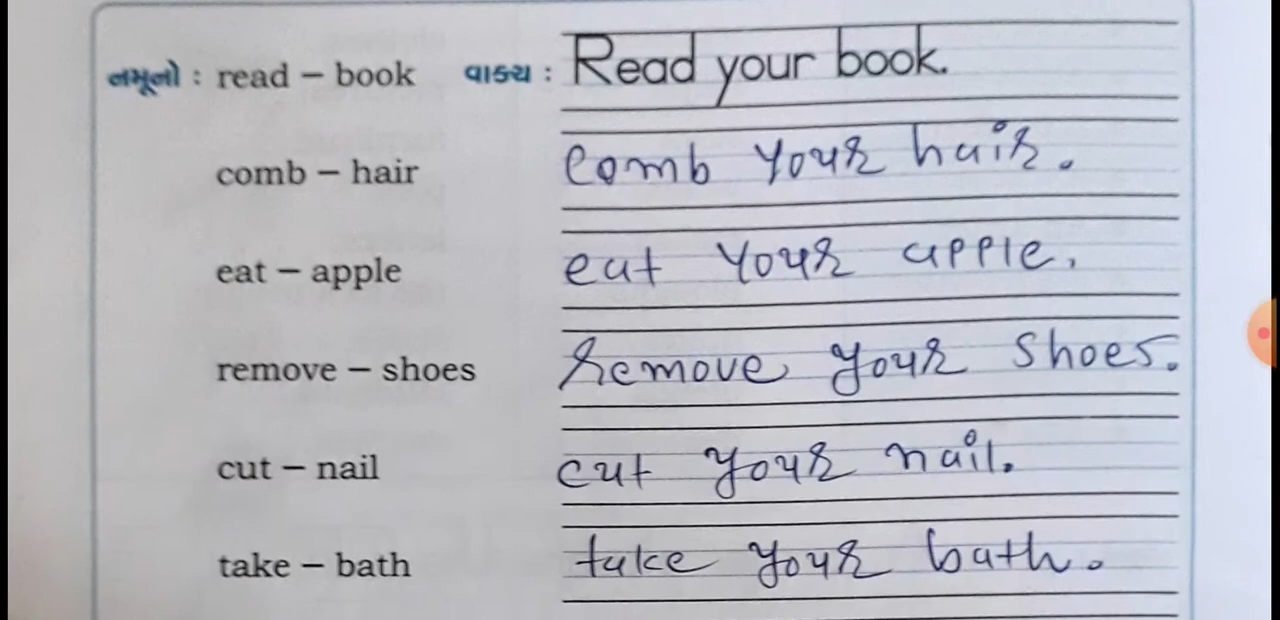 નમૂનો : read – book વાક્ય : Read your book.
comb – hair comb your hair.
eat – apple eat your apple.
remove – shoes Remove your shoes.
cut – nail cut your nail.
take – bath take your bath.